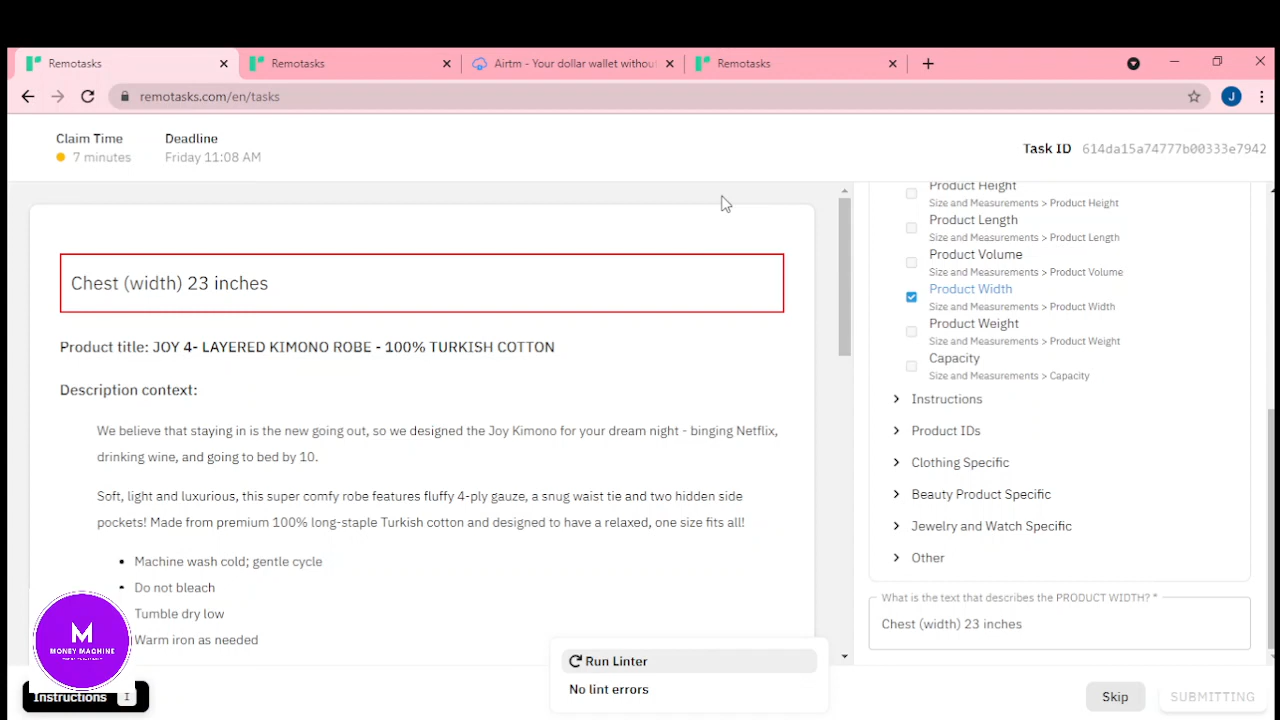 Remotasks
Remotasks
Airtm - Your dollar wallet withou
Remotasks
remotasks.com/en/tasks
J
Claim Time
Deadline
7 minutes
Friday 11:08 AM
Task ID 614da15a74777b00333e7942
Chest (width) 23 inches
Product title: JOY 4- LAYERED KIMONO ROBE - 100% TURKISH COTTON
Description context:
We believe that staying in is the new going out, so we designed the Joy Kimono for your dream night - binging Netflix,
drinking wine, and going to bed by 10.
Soft, light and luxurious, this super comfy robe features fluffy 4-ply gauze, a snug waist tie and two hidden side
pockets! Made from premium 100% long-staple Turkish cotton and designed to have a relaxed, one size fits all!
Machine wash cold; gentle cycle
Do not bleach
Tumble dry low
Warm iron as needed
M
MONEY MACHINE
Instructions I
Run Linter
No lint errors
Product Height
Size and Measurements > Product Height
Product Length
Size and Measurements > Product Length
Product Volume
Size and Measurements > Product Volume
Product Width
Size and Measurements > Product Width
Product Weight
Size and Measurements > Product Weight
Capacity
Size and Measurements > Capacity
Instructions
Product IDs
Clothing Specific
Beauty Product Specific
Jewelry and Watch Specific
Other
What is the text that describes the PRODUCT WIDTH? *
Chest (width) 23 inches
Skip
SUBMITTING